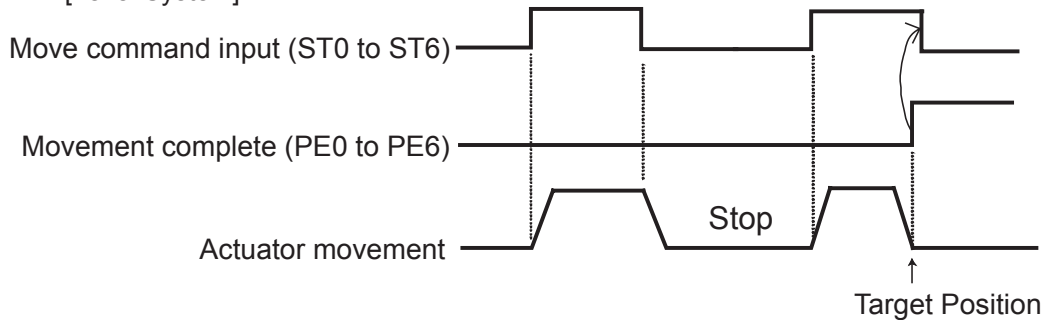 Move command input (ST0 to ST6)
Movement complete (PE0 to PE6)
Stop
Actuator movement
Target Position